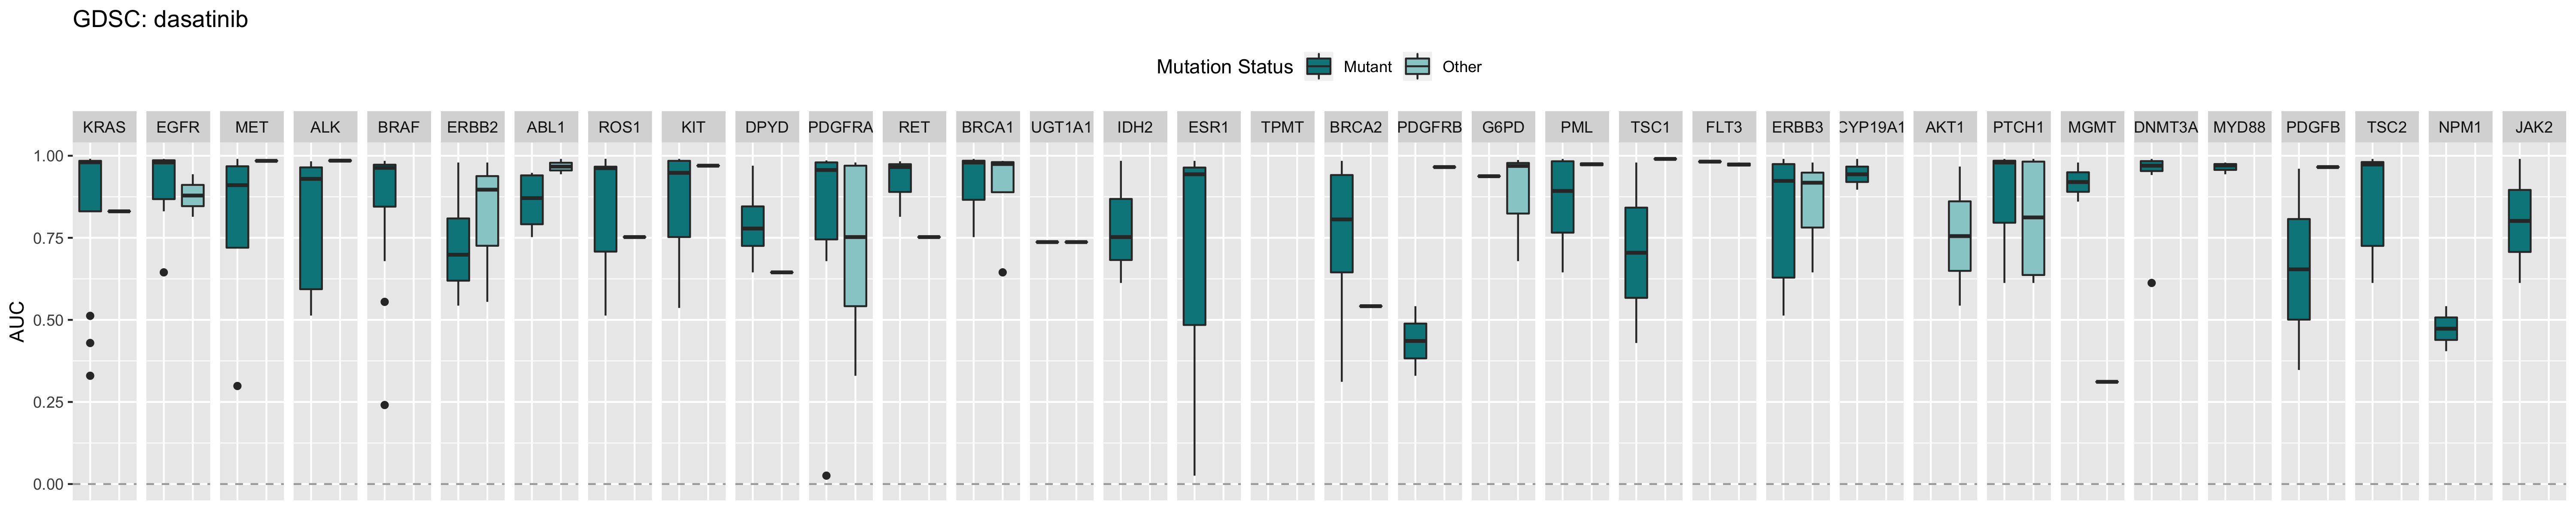 GDSC: dasatinib
Mutation Status Mutant Other
KRAS EGFR MET ALK BRAF ERBB2 ABL1 ROS1 KIT DPYD PDGFRA RET BRCA1 UGT1A1 IDH2 ESR1 TPMT BRCA2 PDGFRB G6PD PML TSC1 FLT3 ERBB3 CYP19A1 AKT1 PTCH1 MGMT DNMT3A MYD88 PDGFB TSC2 NPM1 JAK2
1.00
0.75
0.50
0.25
0.00
AUC